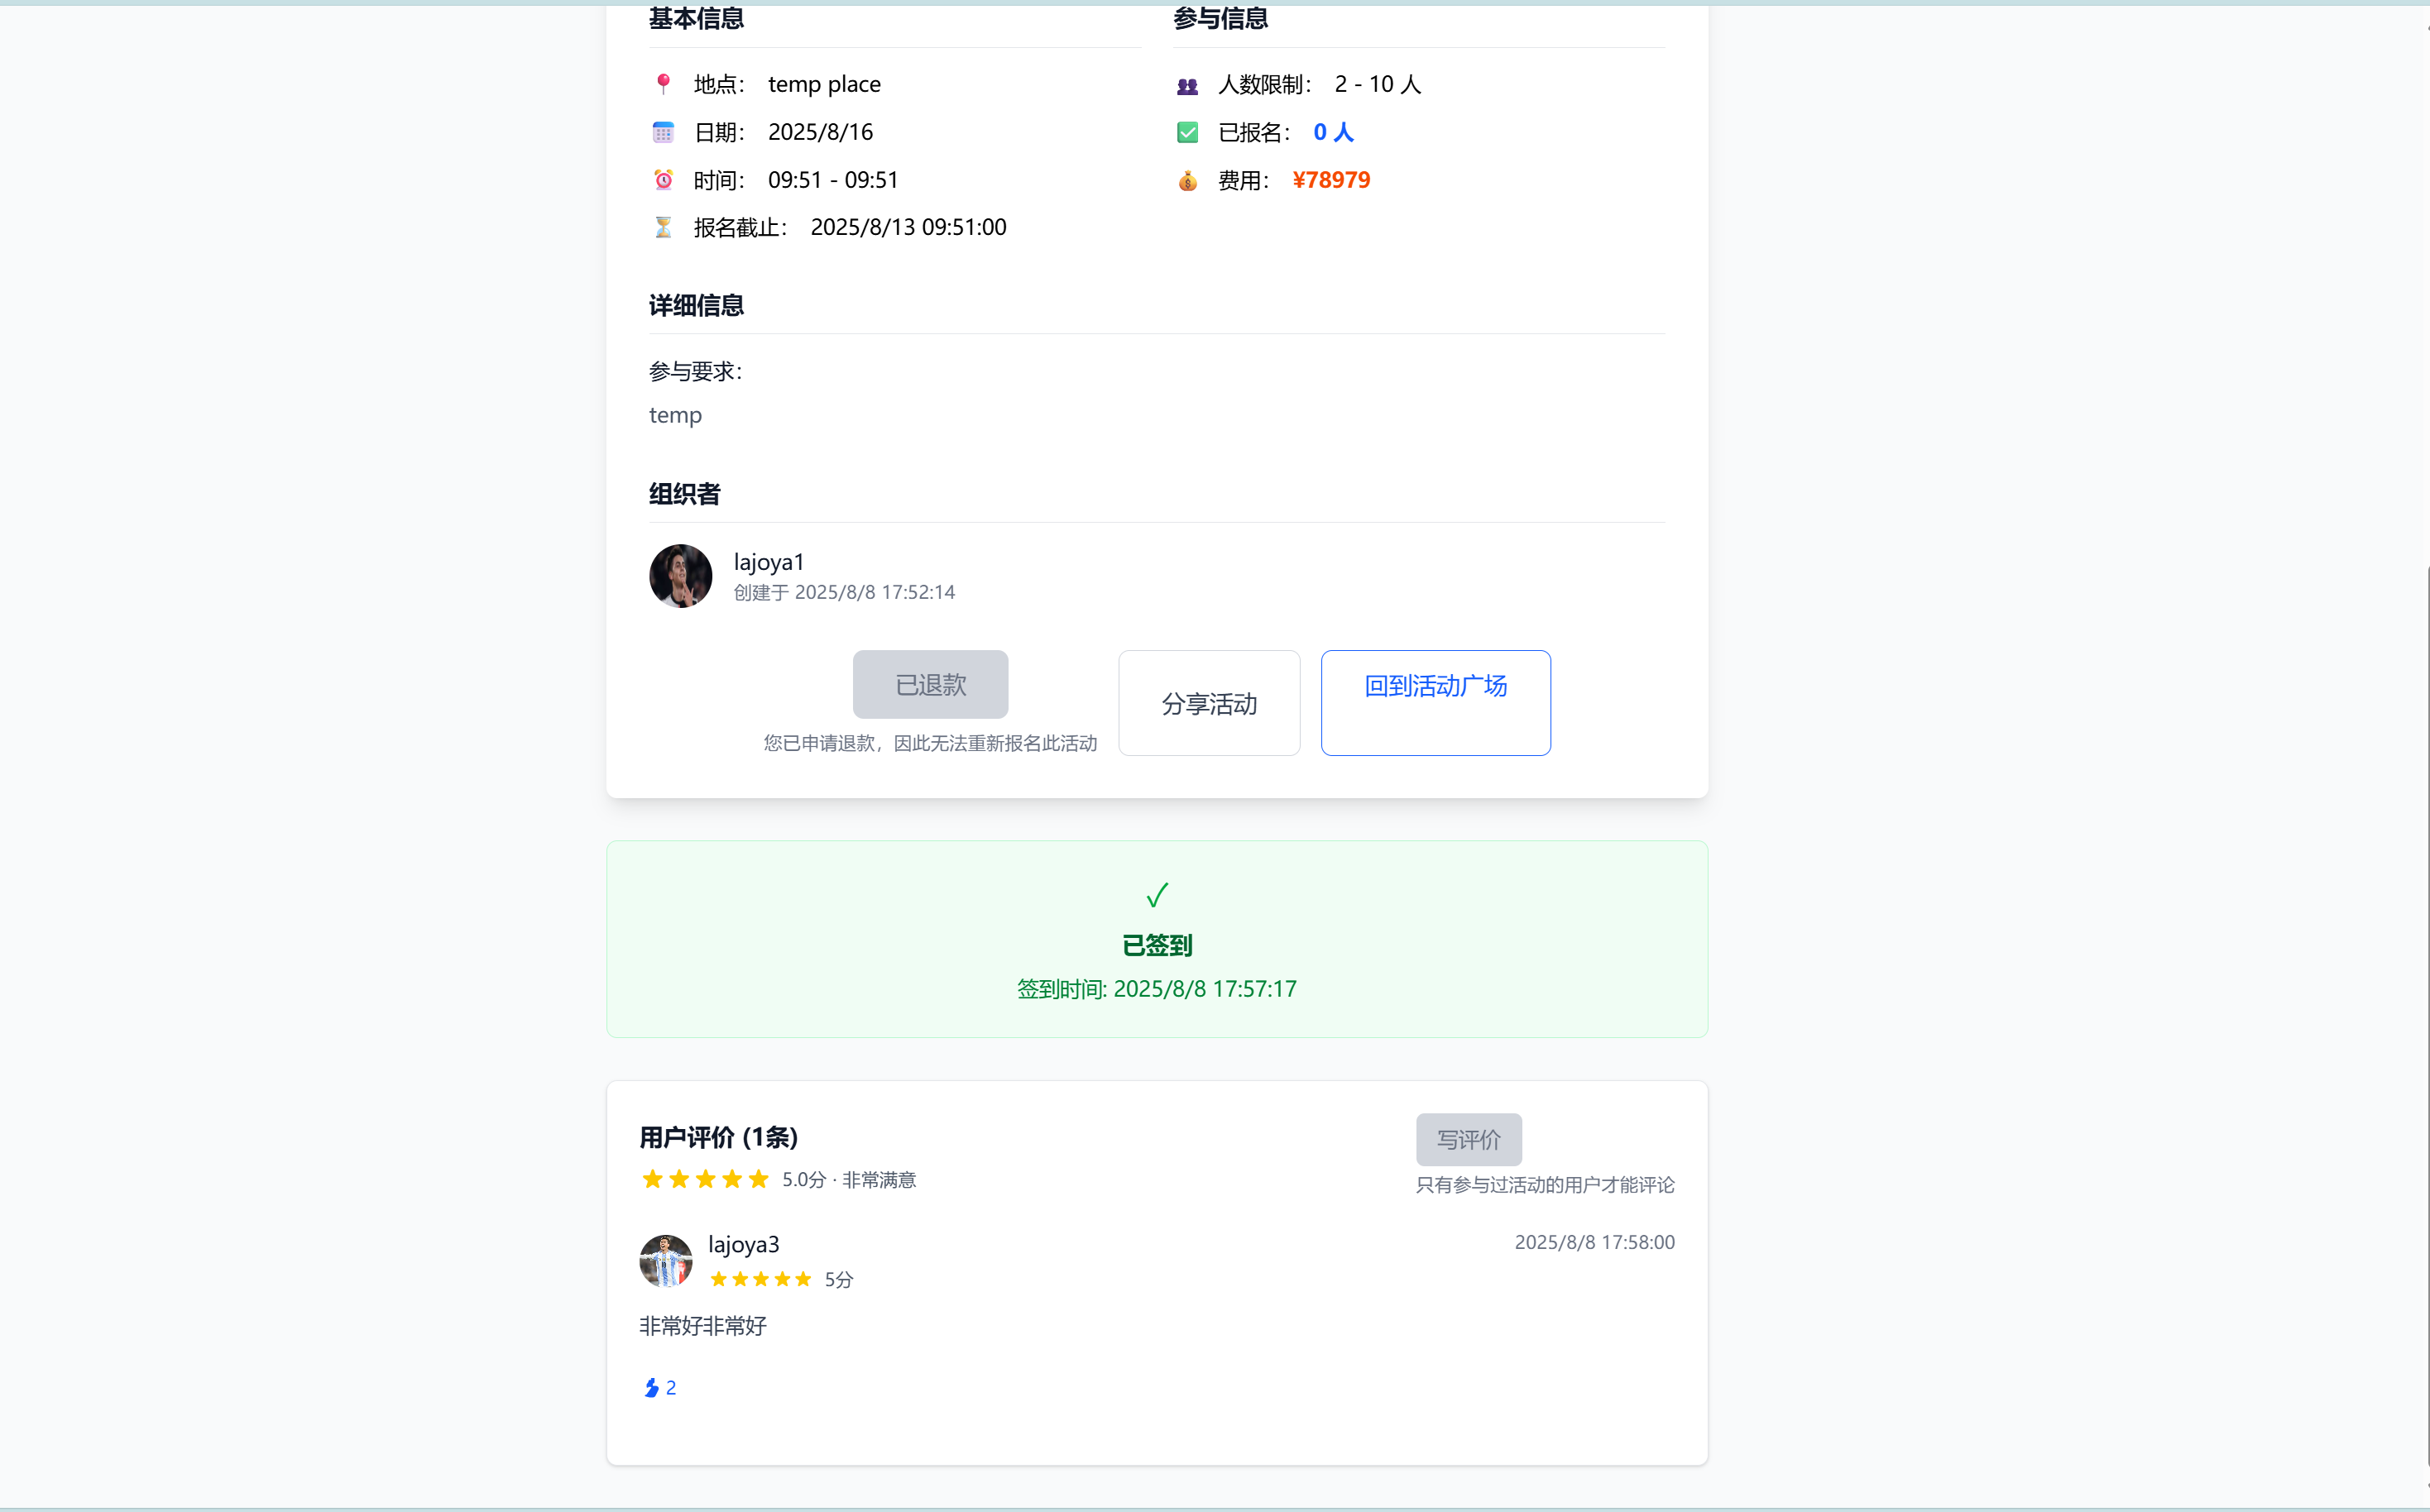 基本信息
地点： temp place
日期： 2025/8/16
时间： 09:51 - 09:51
报名截止： 2025/8/13 09:51:00
参与信息
人数限制： 2 - 10 人
已报名： 0 人
费用： ¥78979
详细信息
参与要求：
temp
组织者
lajoya1
创建于 2025/8/8 17:52:14
已退款
您已申请退款，因此无法重新报名此活动
分享活动
回到活动广场
✓
已签到
签到时间: 2025/8/8 17:57:17
用户评价 (1条)
5.0分 · 非常满意
写评价
只有参与过活动的用户才能评论
lajoya3
2025/8/8 17:58:00
5分
非常好非常好
2